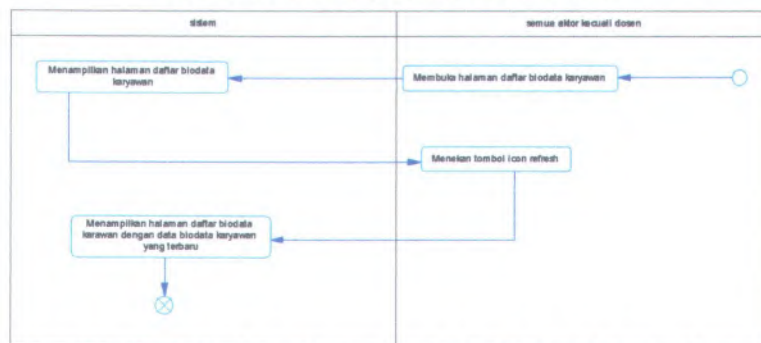 sistem
semua aktor kecuali dosen
Menampilkan halaman daftar biodata
karyawan
Membuka halaman daftar biodata karyawan
Menekan tombol icon refresh
Menampilkan halaman daftar biodata
karawan dengan data biodata karyawan
yang terbaru